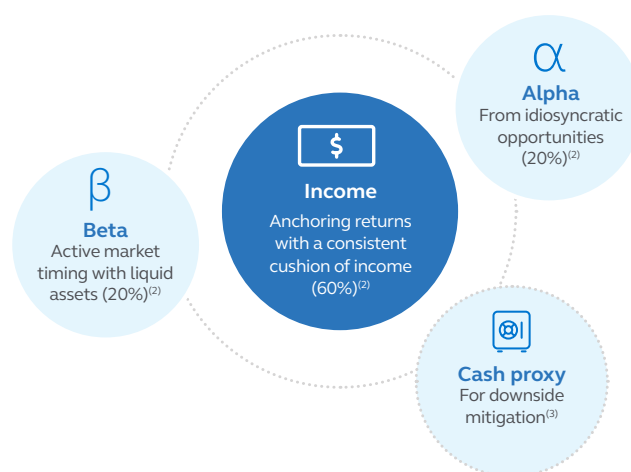 α
Alpha
From idiosyncratic
opportunities
(20%)(2)
$
Income
Anchoring returns
with a consistent
cushion of income
(60%)(2)
β
Beta
Active market
timing with liquid
assets (20%)(2)
Cash proxy
For downside
mitigation(3)